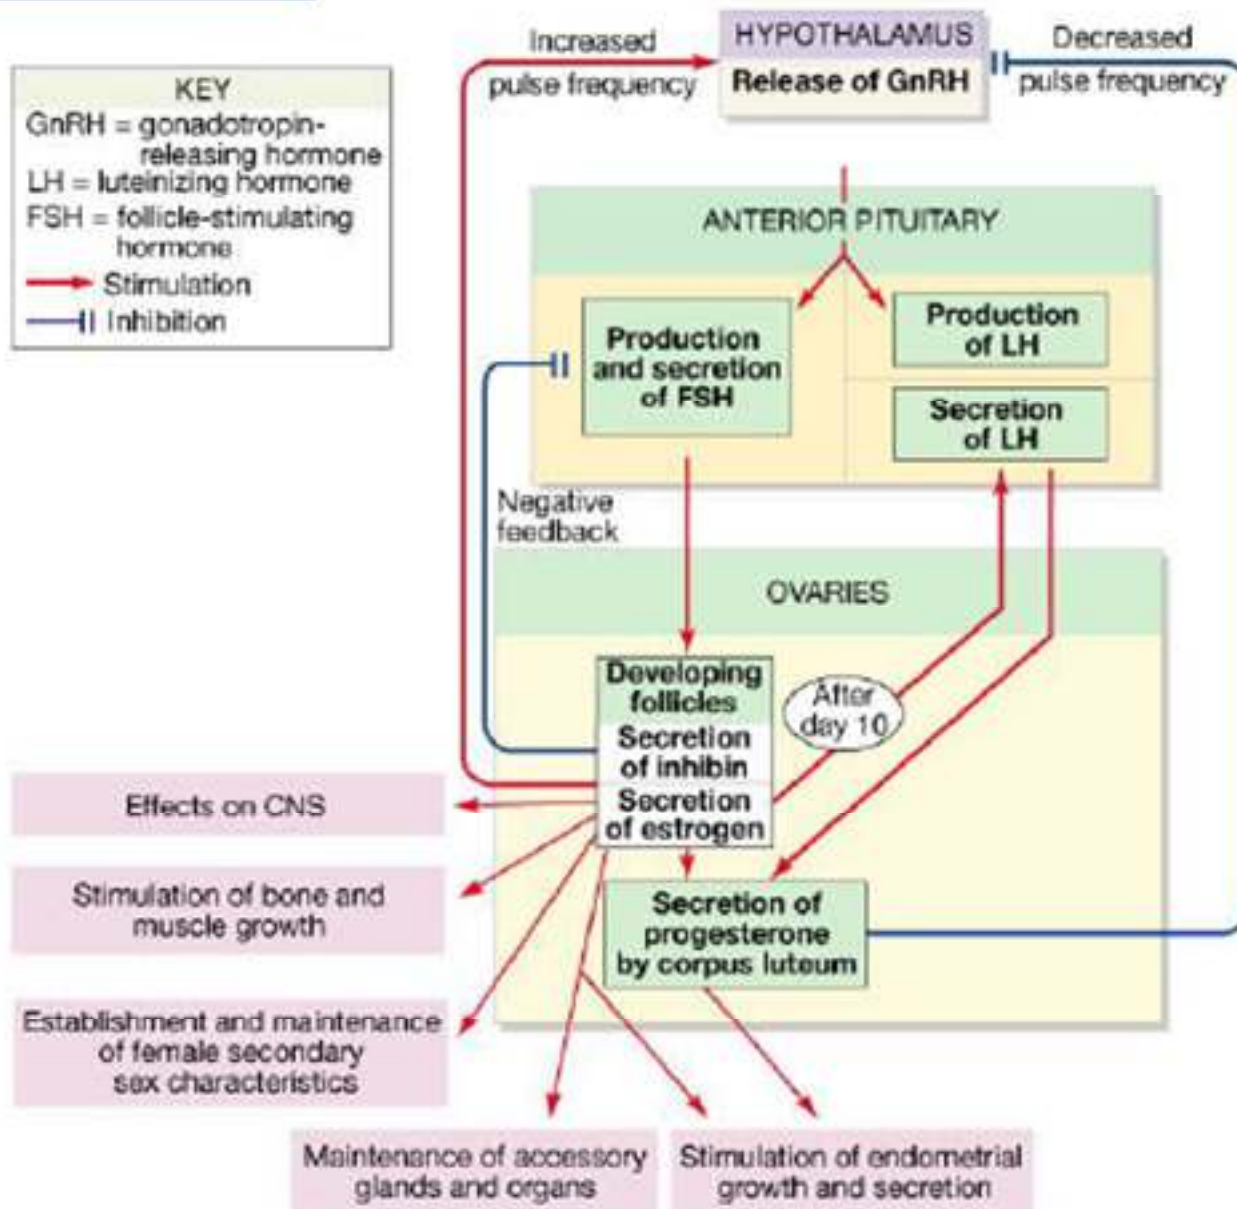 Increased
pulse frequency
HYPOTHALAMUS
Release of GnRH
Decreased
pulse frequency
KEY
GnRH = gonadotropin-
releasing hormone
LH = luteinizing hormone
FSH = follicle-stimulating
hormone
Stimulation
Inhibition
ANTERIOR PITUITARY
Production
and secretion
of FSH
Production
of LH
Secretion
of LH
Negative
feedback
OVARIES
Developing
follicles
Secretion
of inhibin
Secretion
of estrogen
After
day 10
Secretion of
progesterone
by corpus luteum
Effects on CNS
Stimulation of bone and
muscle growth
Establishment and maintenance
of female secondary
sex characteristics
Maintenance of accessory
glands and organs
Stimulation of endometrial
growth and secretion